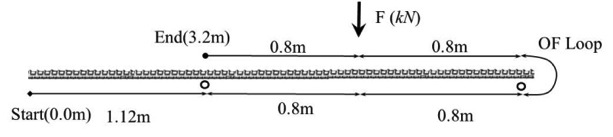 F (kN)
End(3.2m)
0.8m
0.8m
OF Loop
Start(0.0m)
1.12m
0.8m
0.8m